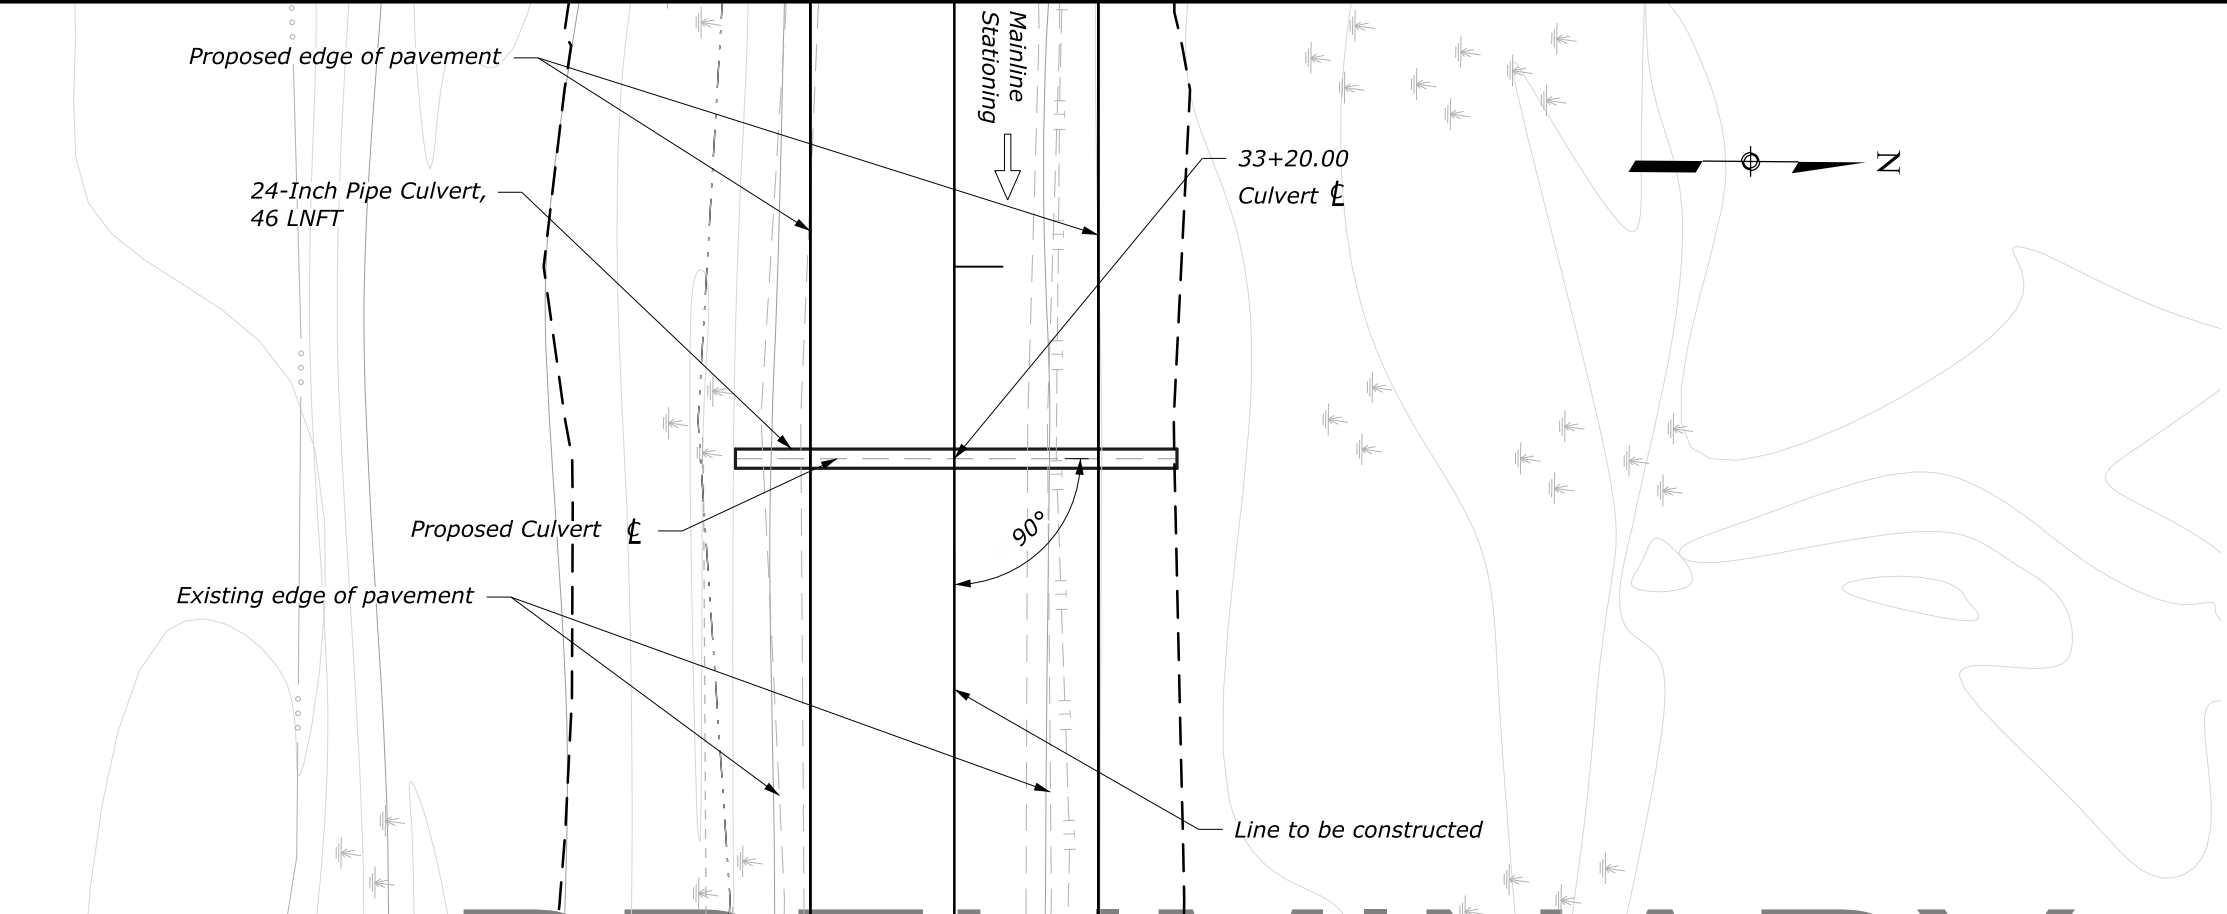 Proposed edge of pavement
Mainline
Stationing
33+20.00
Culvert ℄
N
24-Inch Pipe Culvert,
46 LNFT
Proposed Culvert ℄
90°
Existing edge of pavement
Line to be constructed